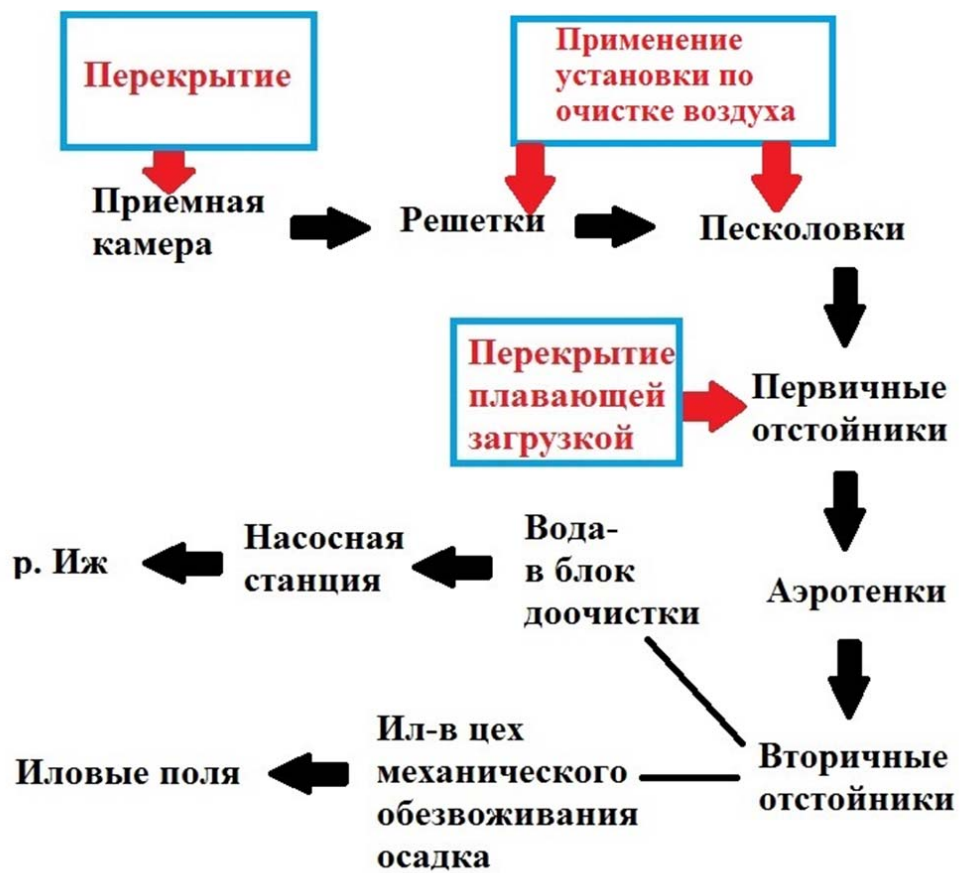 Перекрытие
Применение
установки по
очистке воздуха
Приемная
камера
Решетки
Песколовки
Перекрытие
плавающей
загрузкой
Первичные
отстойники
р. Иж
Насосная
станция
Вода-
в блок
доочистки
Аэротенки
Иловые поля
Ил-в цех
механического
обезвоживания
осадка
Вторичные
отстойники